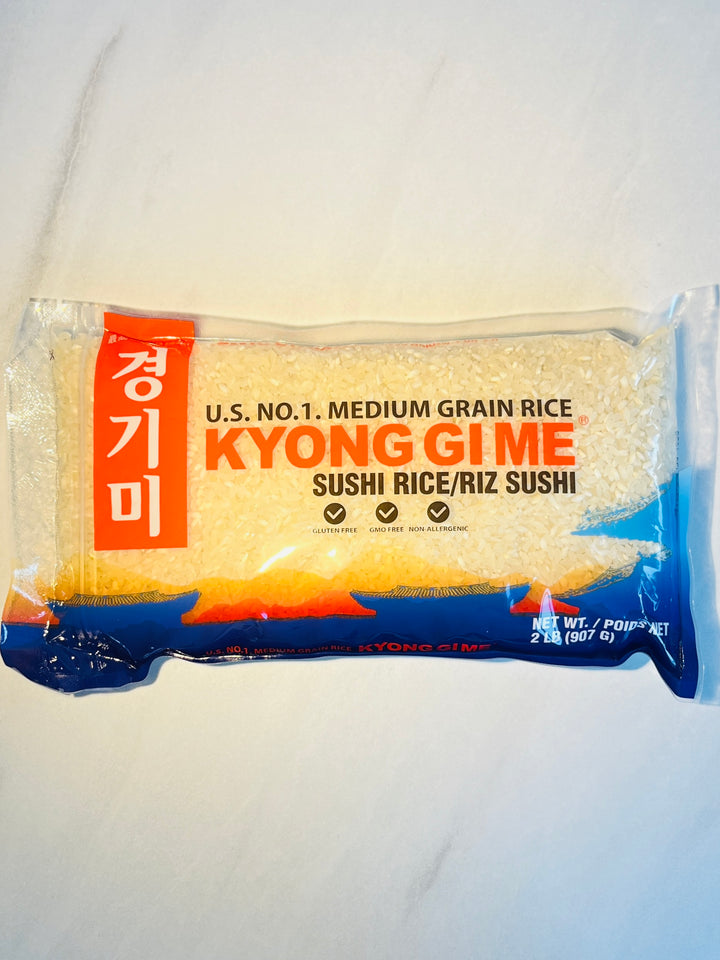 경기미
U.S. NO.1. MEDIUM GRAIN RICE
KYONG GI ME®
SUSHI RICE/RIZ SUSHI
GLUTEN FREE GMO FREE NON-ALLERGENIC
NET WT. / POIDS NET
2 LB (907 G)
U.S. NO.1. MEDIUM GRAIN RICE KYONG GI ME